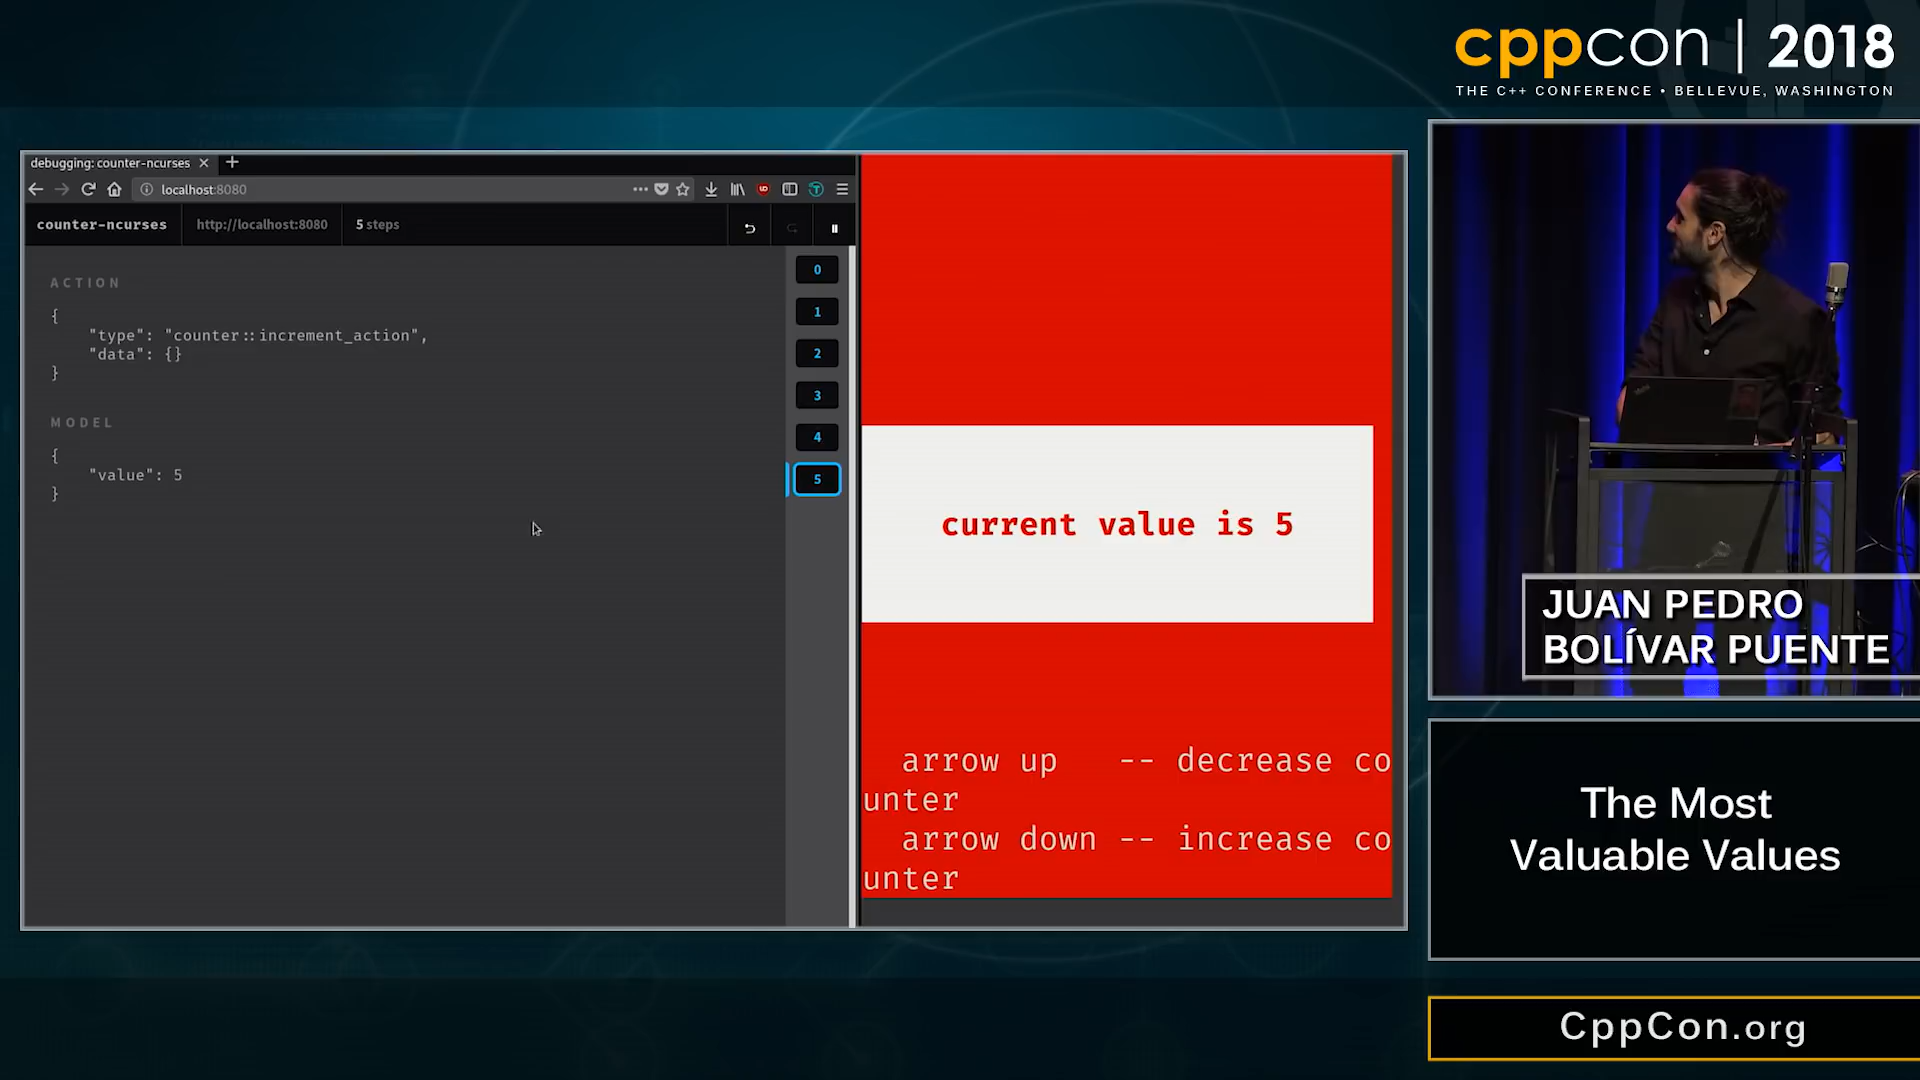 cppcon | 2018
THE C++ CONFERENCE • BELLEVUE, WASHINGTON
debugging: counter-ncurses
localhost:8080
counter-ncurses
http://localhost:8080
5 steps
ACTION
{
"type": "counter::increment_action",
"data": {}
}
MODEL
{
"value": 5
}
0
1
2
3
4
5
current value is 5
arrow up -- decrease co
unter
arrow down -- increase co
unter
JUAN PEDRO
BOLÍVAR PUENTE
The Most
Valuable Values
CppCon.org